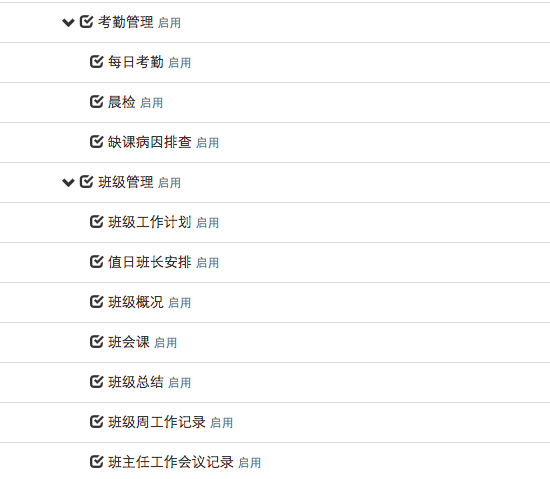 考勤管理 启用
每日考勤 启用
晨检 启用
缺课病因排查 启用
班级管理 启用
班级工作计划 启用
值日班长安排 启用
班级概况 启用
班会课 启用
班级总结 启用
班级周工作记录 启用
班主任工作会议记录 启用